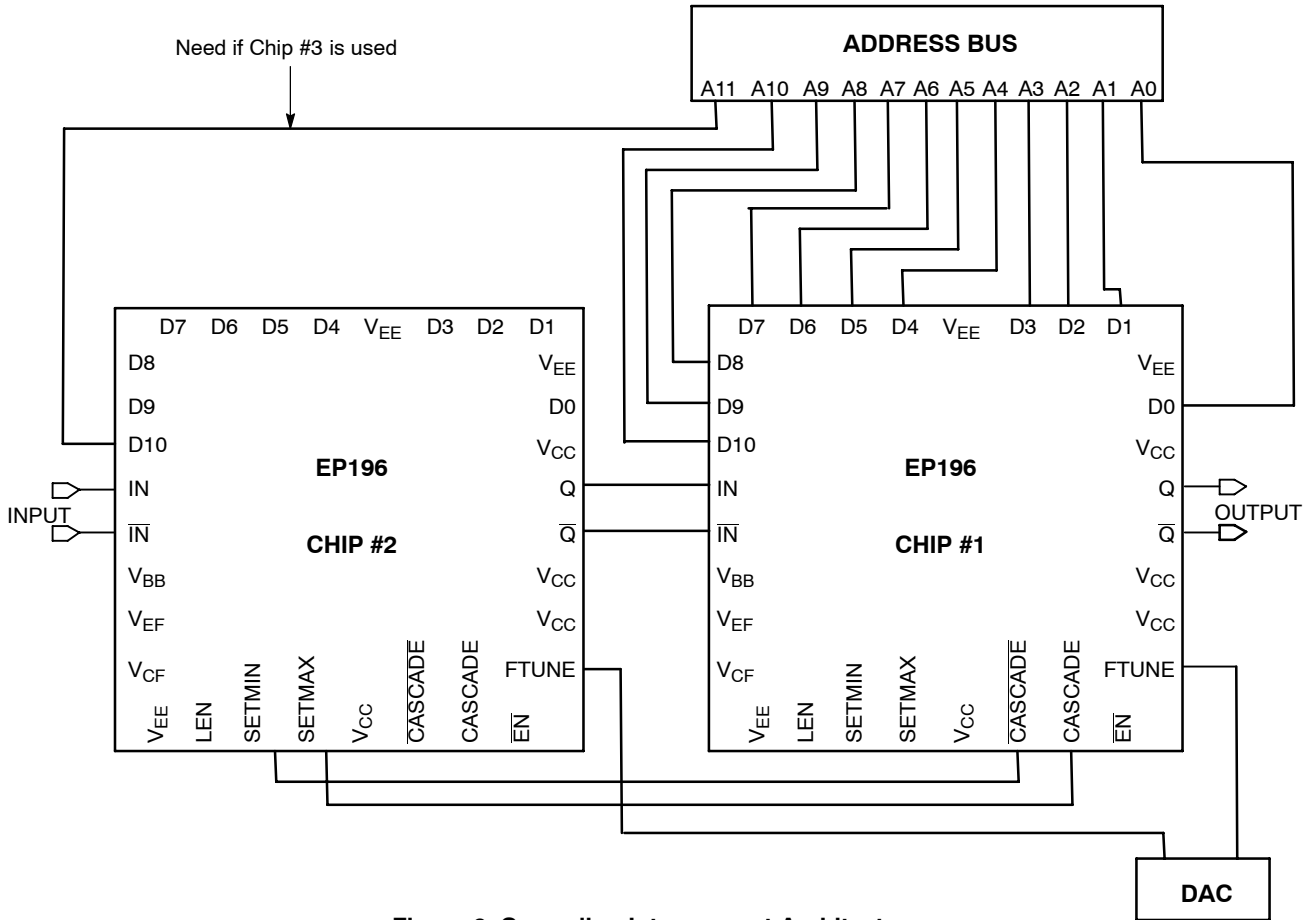 Need if Chip #3 is used
ADDRESS BUS
A11 A10 A9 A8 A7 A6 A5 A4 A3 A2 A1 A0
D7 D6 D5 D4 VEE D3 D2 D1
D8
VEE
D9
D0
D10
VCC
EP196
IN
Q
INPUT
IN
Q
CHIP #2
VBB
VCC
VEF
VCC
VCF
FTUNE
VEE
LEN
SETMIN
SETMAX
VCC
CASCADE
CASCADE
EN
D7 D6 D5 D4 VEE D3 D2 D1
D8
VEE
D9
D0
D10
VCC
EP196
IN
Q
OUTPUT
IN
Q
CHIP #1
VBB
VCC
VEF
VCC
VCF
FTUNE
VEE
LEN
SETMIN
SETMAX
VCC
CASCADE
CASCADE
EN
DAC